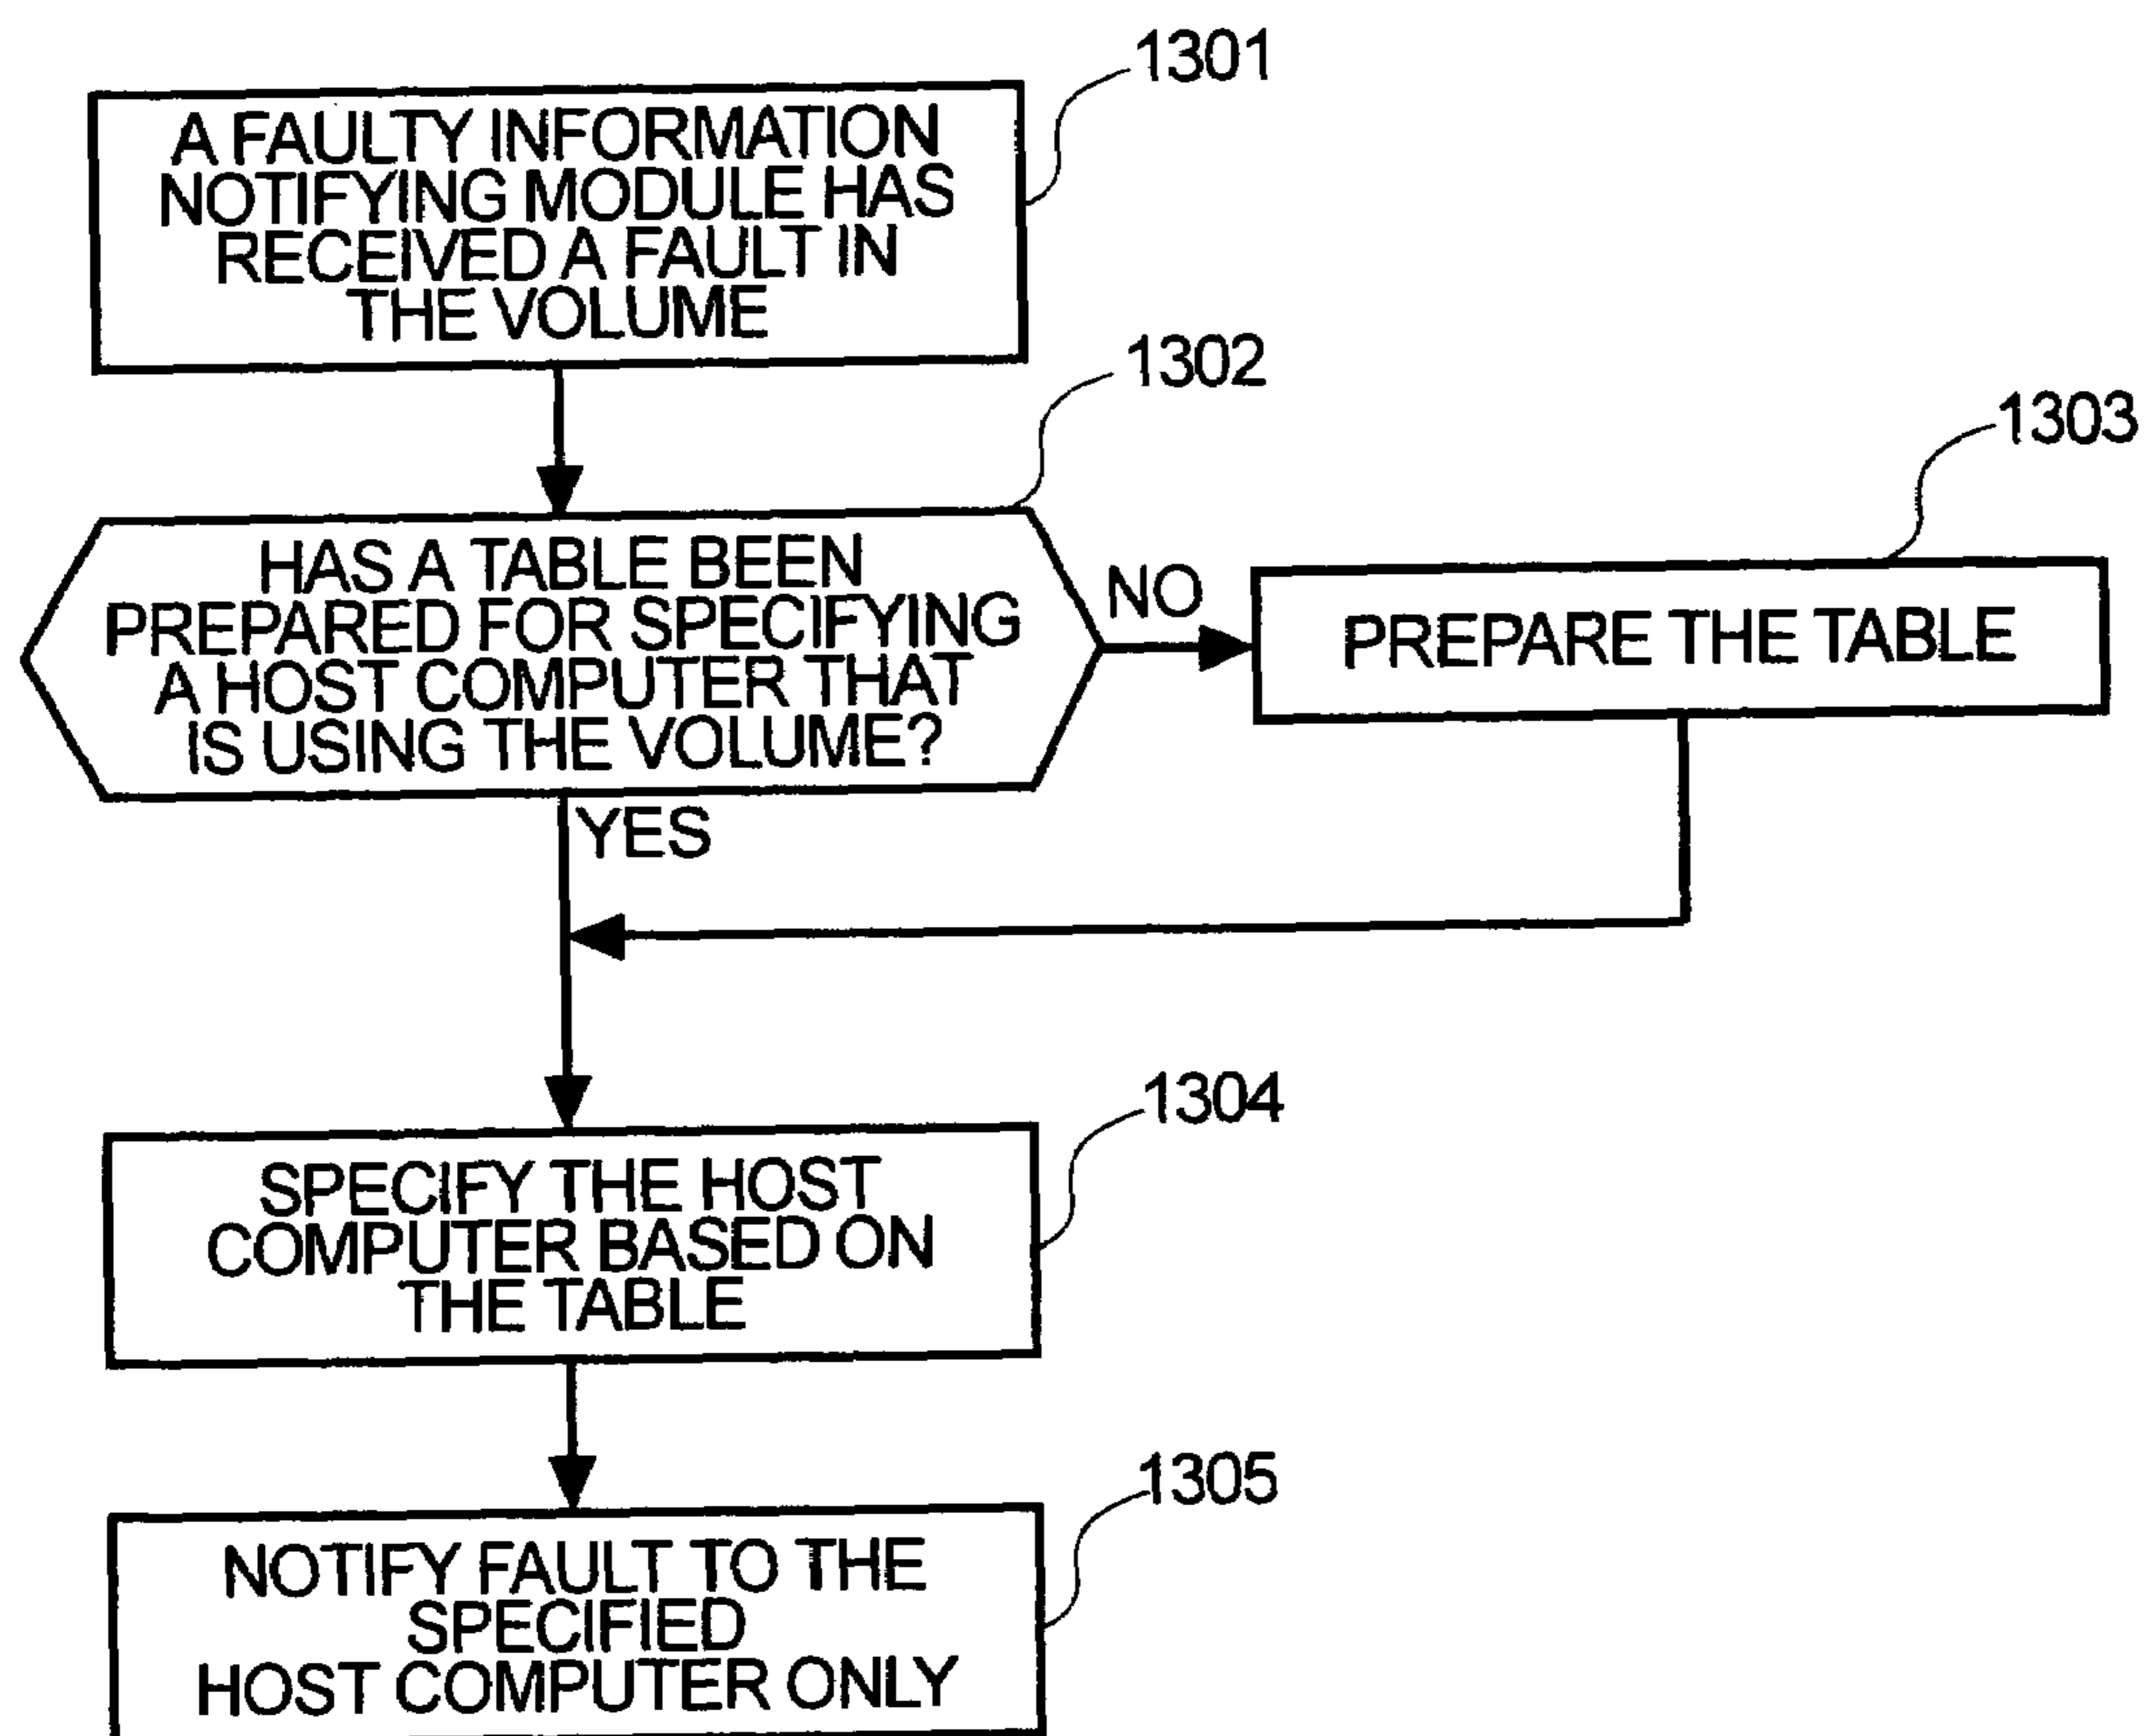 1301
A FAULTY INFORMATION
NOTIFYING MODULE HAS
RECEIVED A FAULT IN
THE VOLUME
1302
HAS A TABLE BEEN
PREPARED FOR SPECIFYING
A HOST COMPUTER THAT
IS USING THE VOLUME?
NO
1303
PREPARE THE TABLE
YES
1304
SPECIFY THE HOST
COMPUTER BASED ON
THE TABLE
1305
NOTIFY FAULT TO THE
SPECIFIED
HOST COMPUTER ONLY